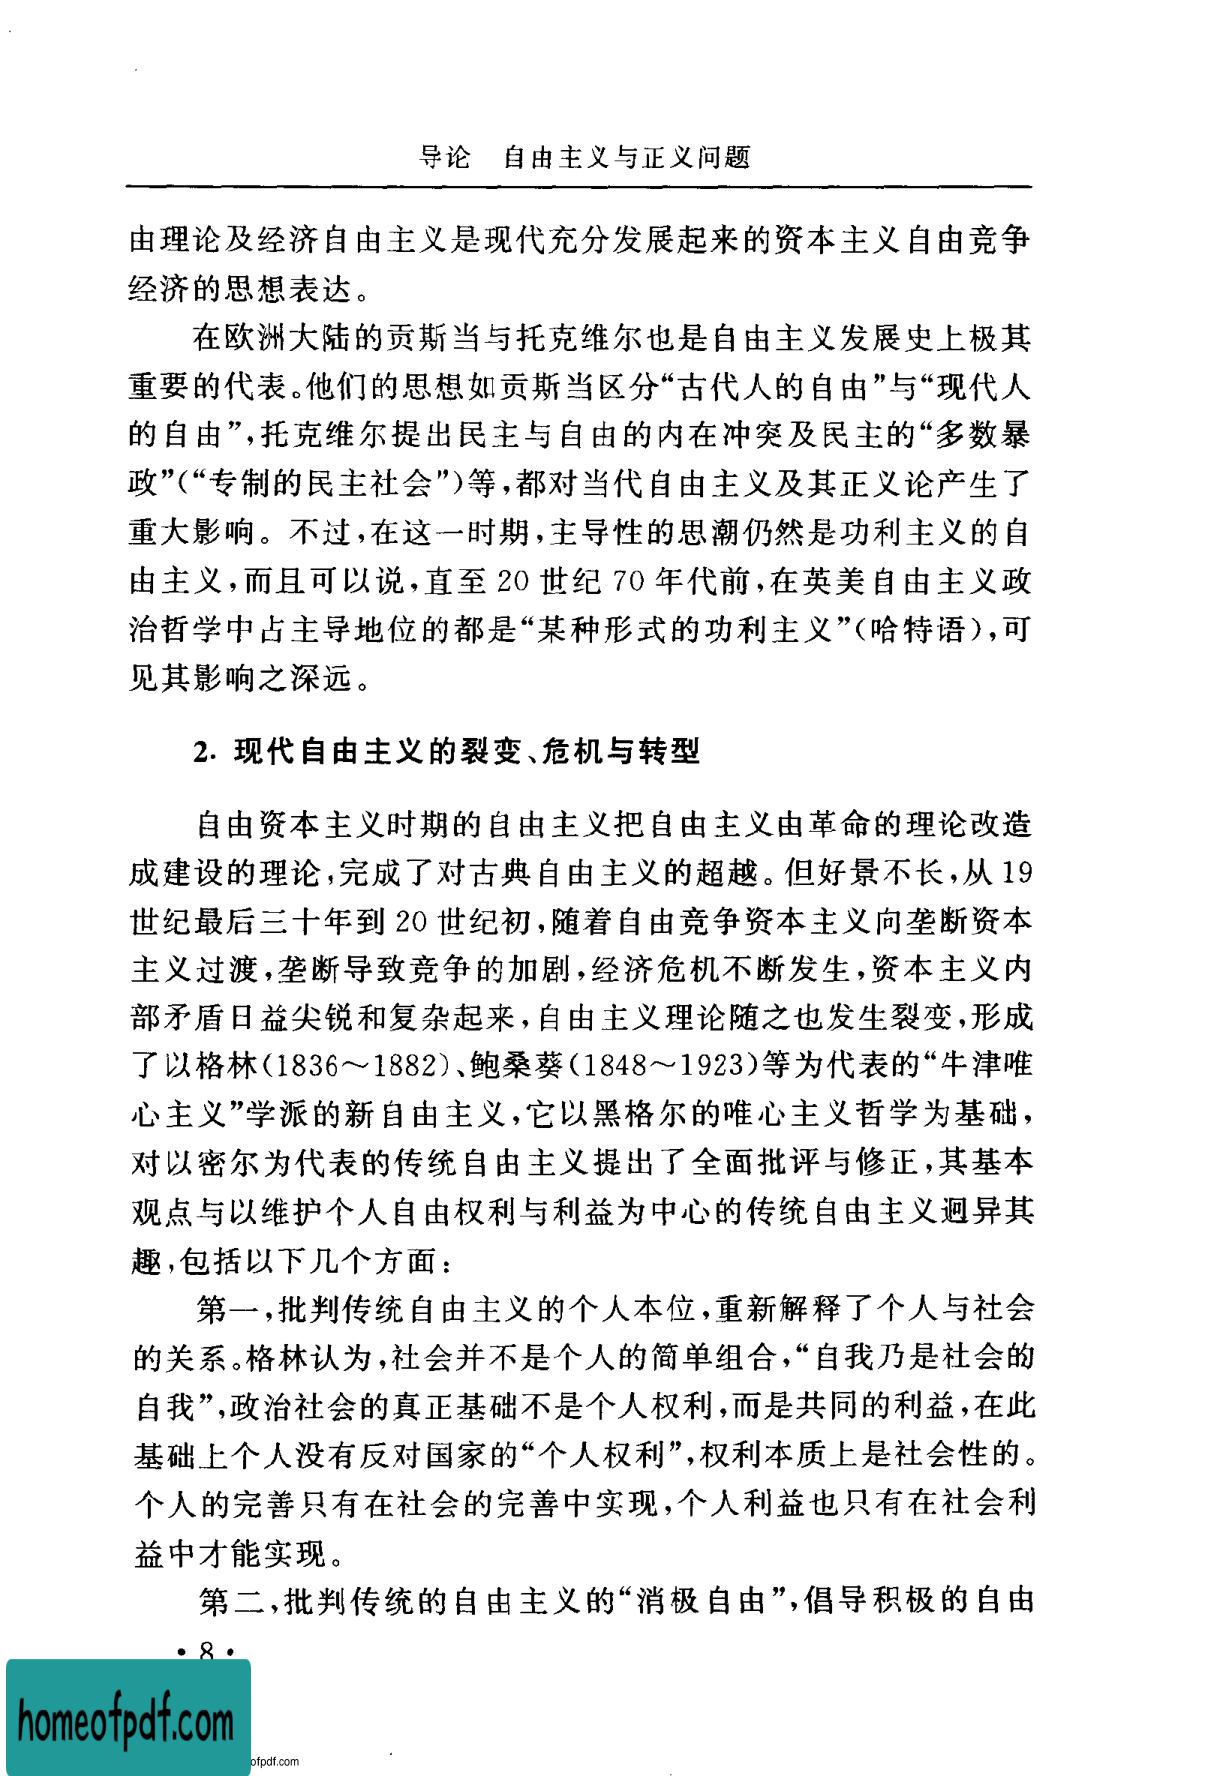 导论　自由主义与正义问题
由理论及经济自由主义是现代充分发展起来的资本主义自由竞争
经济的思想表达。
在欧洲大陆的贡斯当与托克维尔也是自由主义发展史上极其
重要的代表。他们的思想如贡斯当区分“古代人的自由”与“现代人
的自由”,托克维尔提出民主与自由的内在冲突及民主的“多数暴
政”(“专制的民主社会”)等,都对当代自由主义及其正义论产生了
重大影响。不过,在这一时期,主导性的思潮仍然是功利主义的自
由主义,而且可以说,直至 20 世纪 70 年代前,在英美自由主义政
治哲学中占主导地位的都是“某种形式的功利主义”(哈特语),可
见其影响之深远。
2. 现代自由主义的裂变、危机与转型
自由资本主义时期的自由主义把自由主义由革命的理论改造
成建设的理论,完成了对古典自由主义的超越。但好景不长,从 19
世纪最后三十年到 20 世纪初,随着自由竞争资本主义向垄断资本
主义过渡,垄断导致竞争的加剧,经济危机不断发生,资本主义内
部矛盾日益尖锐和复杂起来,自由主义理论随之也发生裂变,形成
了以格林(1836～1882)、鲍桑葵(1848～1923)等为代表的“牛津唯
心主义”学派的新自由主义,它以黑格尔的唯心主义哲学为基础,
对以密尔为代表的传统自由主义提出了全面批评与修正,其基本
观点与以维护个人自由权利与利益为中心的传统自由主义迥异其
趣,包括以下几个方面:
第一,批判传统自由主义的个人本位,重新解释了个人与社会
的关系。格林认为,社会并不是个人的简单组合,“自我乃是社会的
自我”,政治社会的真正基础不是个人权利,而是共同的利益,在此
基础上个人没有反对国家的“个人权利”,权利本质上是社会性的。
个人的完善只有在社会的完善中实现,个人利益也只有在社会利
益中才能实现。
第二,批判传统的自由主义的“消极自由”,倡导积极的自由
· 8 ·
homeofpdf.com
ofpdf.com